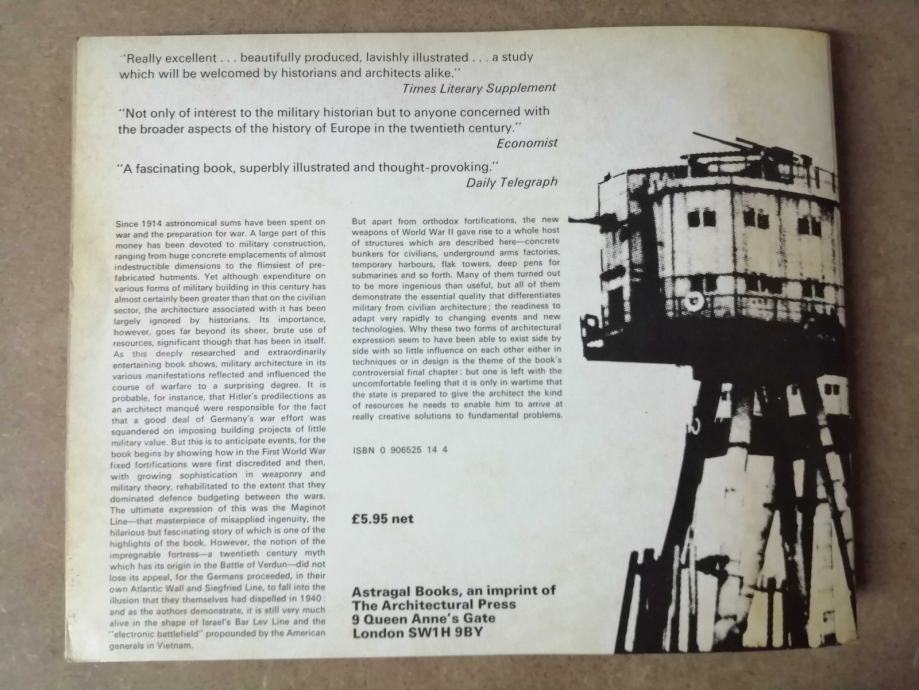 "Really excellent . . . beautifully produced, lavishly illustrated . . . a study
which will be welcomed by historians and architects alike."
Times Literary Supplement
"Not only of interest to the military historian but to anyone concerned with
the broader aspects of the history of Europe in the twentieth century."
Economist
"A fascinating book, superbly illustrated and thought-provoking."
Daily Telegraph
Since 1914 astronomical sums have been spent on
war and the preparation for war. A large part of this
money has been devoted to military construction,
ranging from huge concrete emplacements of almost
indestructible dimensions to the flimsiest of pre-
fabricated hutments. Yet although expenditure on
various forms of military building in this century has
almost certainly been greater than that on the civilian
sector, the architecture associated with it has been
largely ignored by historians. Its importance,
however, goes far beyond its sheer, brute use of
resources, significant though that has been in itself.
As this deeply researched and extraordinarily
entertaining book shows, military architecture in its
various manifestations reflected and influenced the
course of warfare to a surprising degree. It is
probable, for instance, that Hitler's predilections as
an architect manqué were responsible for the fact
that a good deal of Germany's war effort was
squandered on imposing building projects of little
military value. But this is to anticipate events, for the
book begins by showing how in the First World War
fixed fortifications were first discredited and then,
with growing sophistication in weaponry and
military theory, rehabilitated to the extent that they
dominated defence budgeting between the wars.
The ultimate expression of this was the Maginot
Line—that masterpiece of misapplied ingenuity, the
hilarious but fascinating story of which is one of the
highlights of the book. However, the notion of the
impregnable fortress—a twentieth century myth
which has its origin in the Battle of Verdun—did not
lose its appeal, for the Germans proceeded, in their
own Atlantic Wall and Siegfried Line, to fall into the
illusion that they themselves had dispelled in 1940:
and as the authors demonstrate, it is still very much
alive in the shape of Israel's Bar Lev Line and the
"electronic battlefield" propounded by the American
generals in Vietnam.
But apart from orthodox fortifications, the new
weapons of World War II gave rise to a whole host
of structures which are described here—concrete
bunkers for civilians, underground arms factories,
temporary harbours, flak towers, deep pens for
submarines and so forth. Many of them turned out
to be more ingenious than useful, but all of them
demonstrate the essential quality that differentiates
military from civilian architecture; the readiness to
adapt very rapidly to changing events and new
technologies. Why these two forms of architectural
expression seem to have been able to exist side by
side with so little influence on each other either in
techniques or in design is the theme of the book's
controversial final chapter: but one is left with the
uncomfortable feeling that it is only in wartime that
the state is prepared to give the architect the kind
of resources he needs to enable him to arrive at
really creative solutions to fundamental problems.
ISBN 0 906525 14 4
£5.95 net
Astragal Books, an imprint of
The Architectural Press
9 Queen Anne's Gate
London SW1H 9BY